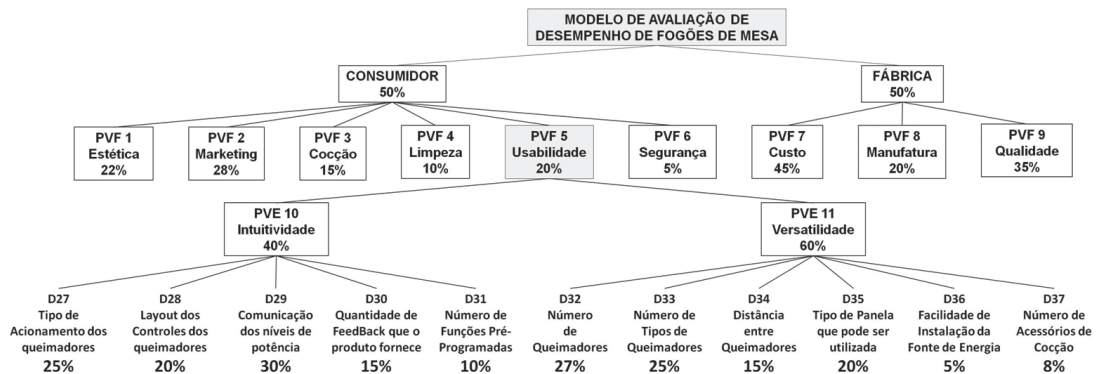 MODELO DE AVALIAÇÃO DE
DESEMPENHO DE FOGÕES DE MESA
CONSUMIDOR
50%
FÁBRICA
50%
PVF 1
Estética
22%
PVF 2
Marketing
28%
PVF 3
Cocção
15%
PVF 4
Limpeza
10%
PVF 5
Usabilidade
20%
PVF 6
Segurança
5%
PVF 7
Custo
45%
PVF 8
Manufatura
20%
PVF 9
Qualidade
35%
PVE 10
Intuitividade
40%
PVE 11
Versatilidade
60%
D27
Tipo de
Acionamento dos
queimadores
25%
D28
Layout dos
Controles dos
queimadores
20%
D29
Comunicação
dos níveis de
potência
30%
D30
Quantidade de
FeedBack que o
produto fornece
15%
D31
Número de
Funções Pré-
Programadas
10%
D32
Número
de
Queimadores
27%
D33
Número de
Tipos de
Queimadores
25%
D34
Distância
entre
Queimadores
15%
D35
Tipo de Panela
que pode ser
utilizada
20%
D36
Facilidade de
Instalação da
Fonte de Energia
5%
D37
Número de
Acessórios de
Cocção
8%